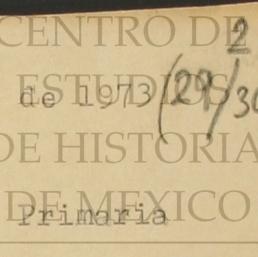 CENTRO DE
2
ESTUDIOS
de 1973 (29/30
DE HISTORIA
DE MEXICO
Primaria